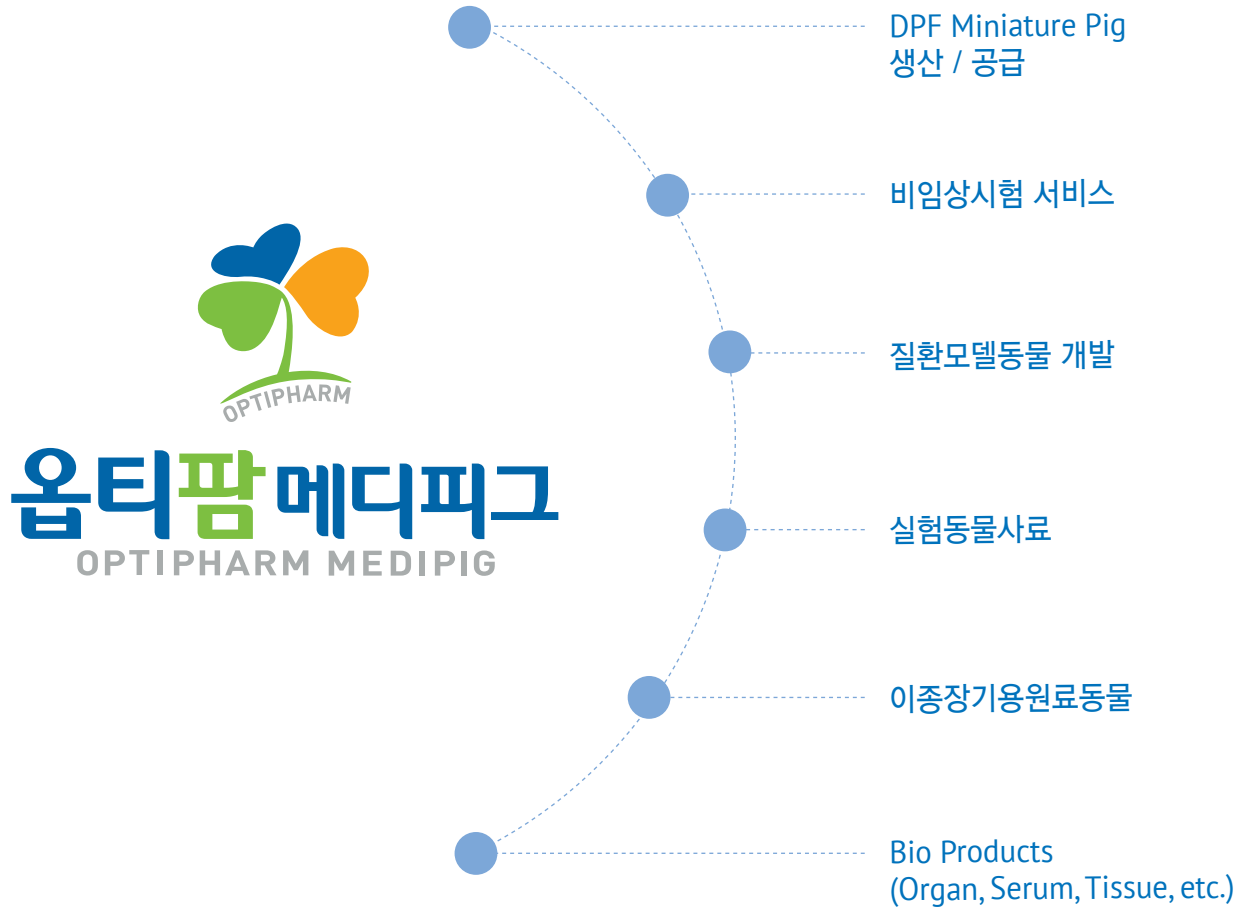 OPTIPHARM
옵티팜 메디피그
OPTIPHARM MEDIPIG
DPF Miniature Pig
생산 / 공급
비임상시험 서비스
질환모델동물 개발
실험동물사료
이종장기용원료동물
Bio Products
(Organ, Serum, Tissue, etc.)